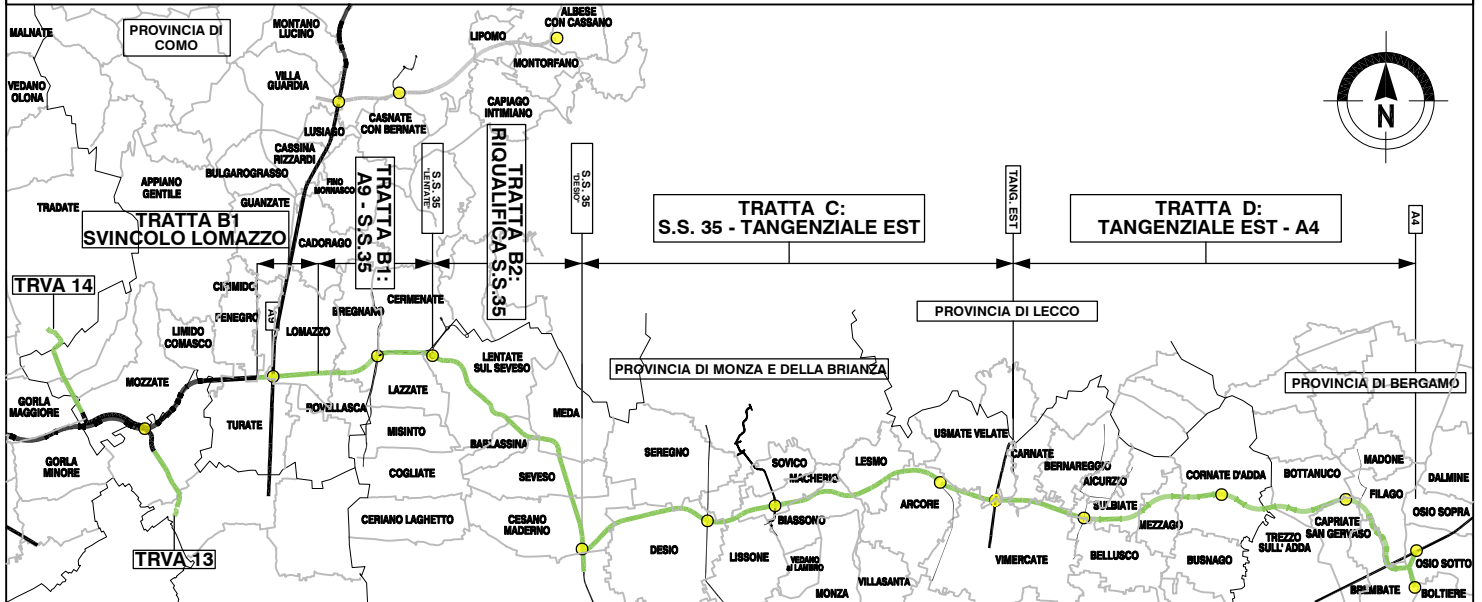 MALNATE
PROVINCIA DI
COMO
MONTANO
LUCINO
LIPOMO
ALBESE
CON CASSANO
MONTORFANO
VEDANO
OLONA
VILLA
GUARDIA
CAPIAGO
INTIMIANO
CASNATE
CON BERNATE
LUSIAGO
CASSINA
RIZZARDI
BULGAROGRASSO
FINO
MORNASCO
APPIANO
GENTILE
GUANZATE
TRADATE
CADORAGO
N
TRATTA B1
SVINCOLO LOMAZZO
TRATTA B1:
A9 - S.S.35
S.S. 35
"LENTATE"
TRATTA B2:
RIQUALIFICA S.S.35
S.S. 35
"DESIO"
TRATTA C:
S.S. 35 - TANGENZIALE EST
TANG. EST
TRATTA D:
TANGENZIALE EST - A4
A4
TRVA 14
CIRIMIDO
FENEGRO
A9
LOMAZZO
BREGNANO
CERMENATE
LIMIDO
COMASCO
MOZZATE
LENTATE
SUL SEVESO
PROVINCIA DI LECCO
PROVINCIA DI MONZA E DELLA BRIANZA
PROVINCIA DI BERGAMO
GORLA
MAGGIORE
TURATE
ROVELLASCA
LAZZATE
MISINTO
MEDA
BARLASSINA
GORLA
MINORE
COGLIATE
SEVESO
SEREGNO
SOVICO
MACHERIO
LESMO
USMATE VELATE
CARNATE
BERNAREGGIO
AICURZIO
CORNATE D'ADDA
BOTTANUCO
MADONE
DALMINE
FILAGO
OSIO SOPRA
CERIANO LAGHETTO
CESANO
MADERNO
DESIO
LISSONE
BIASSONO
ARCORE
SULBIATE
MEZZAGO
TREZZO
SULL' ADDA
CAPRIATE
SAN GERVASO
VEDANO
al LAMBRO
VILLASANTA
MONZA
VIMERCATE
BELLUSCO
BUSNAGO
OSIO SOTTO
BREMBATE
BOLTIERE
TRVA 13